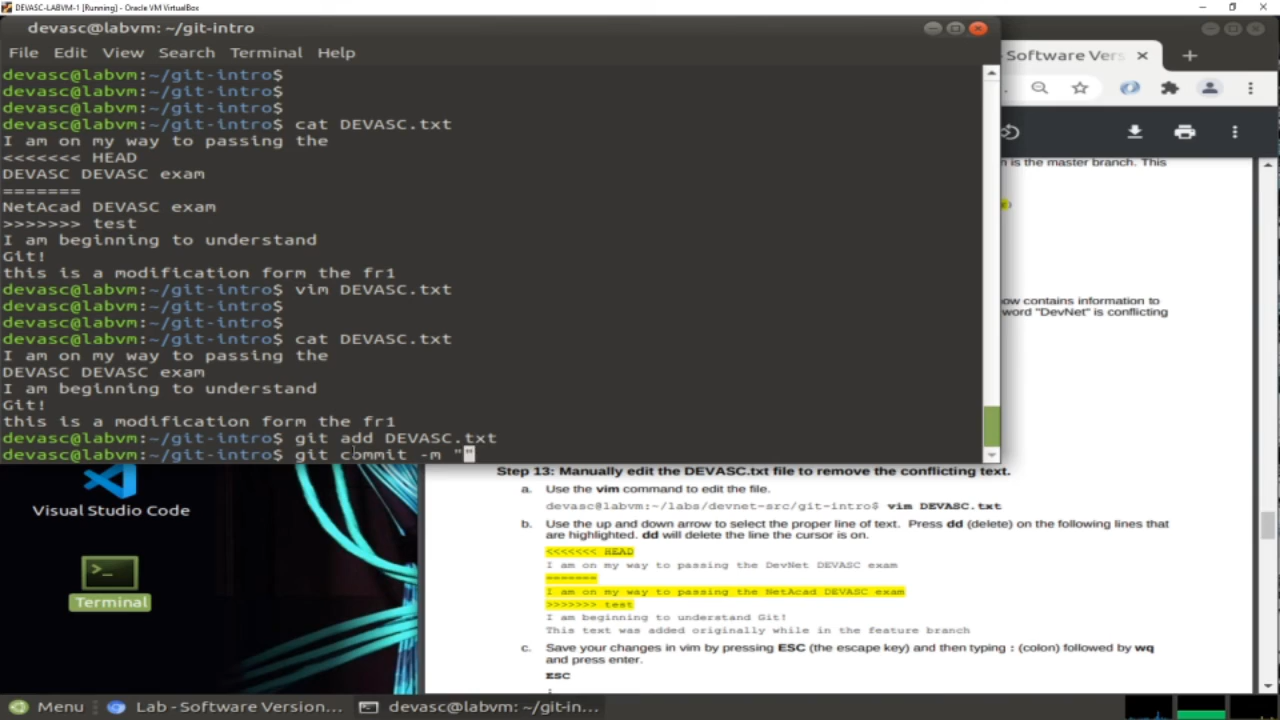 DEVASC-LABVM-1 [Running] - Oracle VM VirtualBox
devasc@labvm: ~/git-intro
File Edit View Search Terminal Help
devasc@labvm:~/git-intro$
devasc@labvm:~/git-intro$
devasc@labvm:~/git-intro$
devasc@labvm:~/git-intro$ cat DEVASC.txt
I am on my way to passing the
<<<<<<< HEAD
DEVASC DEVASC exam
=======
NetAcad DEVASC exam
>>>>>>> test
I am beginning to understand
Git!
this is a modification form the fr1
devasc@labvm:~/git-intro$ vim DEVASC.txt
devasc@labvm:~/git-intro$
devasc@labvm:~/git-intro$
devasc@labvm:~/git-intro$ cat DEVASC.txt
I am on my way to passing the
DEVASC DEVASC exam
I am beginning to understand
Git!
this is a modification form the fr1
devasc@labvm:~/git-intro$ git add DEVASC.txt
devasc@labvm:~/git-intro$ git commit -m ""
Software Vers
is the master branch. This
now contains information to
word "DevNet" is conflicting
Step 13: Manually edit the DEVASC.txt file to remove the conflicting text.
a. Use the vim command to edit the file.
devasc@labvm:~/labs/devnet-src/git-intro$ vim DEVASC.txt
b. Use the up and down arrow to select the proper line of text. Press dd (delete) on the following lines that
are highlighted. dd will delete the line the cursor is on.
<<<<<<< HEAD
I am on my way to passing the DevNet DEVASC exam
=======
I am on my way to passing the NetAcad DEVASC exam
>>>>>>> test
I am beginning to understand Git!
This text was added originally while in the feature branch
c. Save your changes in vim by pressing ESC (the escape key) and then typing : (colon) followed by wq
and press enter.
ESC
:
Visual Studio Code
Terminal
Menu
Lab - Software Version...
devasc@labvm: ~/git-in...